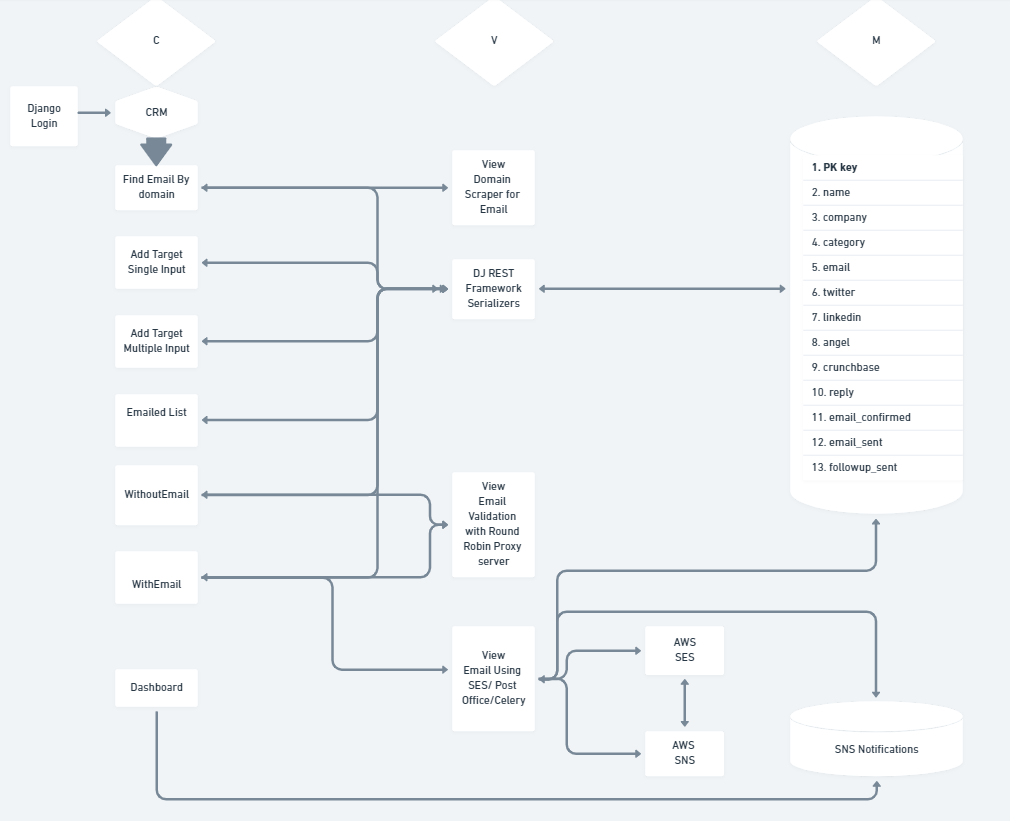 C
V
M
Django
Login
CRM
Find Email By
domain
View
Domain
Scraper for
Email
Add Target
Single Input
DJ REST
Framework
Serializers
Add Target
Multiple Input
Emailed List
WithoutEmail
View
Email
Validation
with Round
Robin Proxy
server
WithEmail
View
Email Using
SES/ Post
Office/Celery
AWS
SES
AWS
SNS
Dashboard
1. PK key
2. name
3. company
4. category
5. email
6. twitter
7. linkedin
8. angel
9. crunchbase
10. reply
11. email_confirmed
12. email_sent
13. followup_sent
SNS Notifications